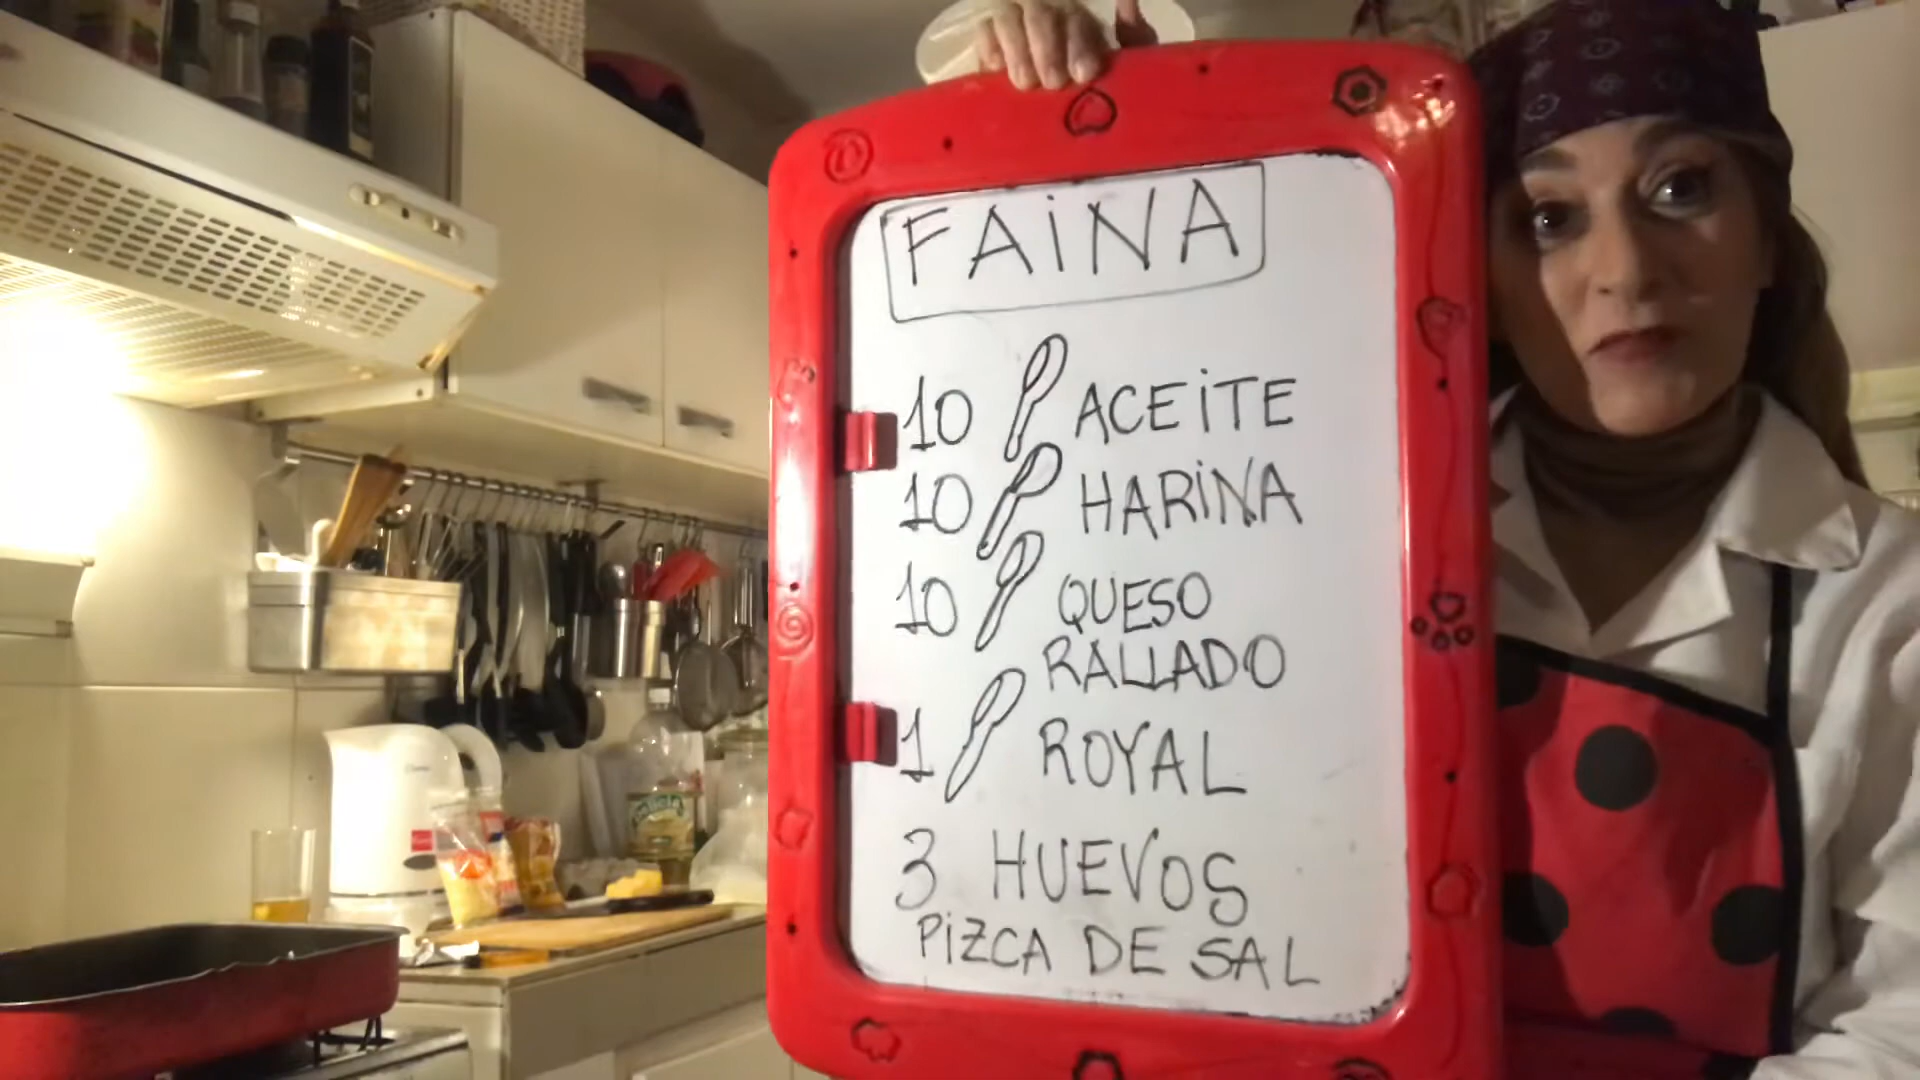 FAiNA
10 ACEiTE
10 HARiNA
10 QUESO
RALLADO
1 ROYAL
3 HUEVOS
PiZCA DE SAL